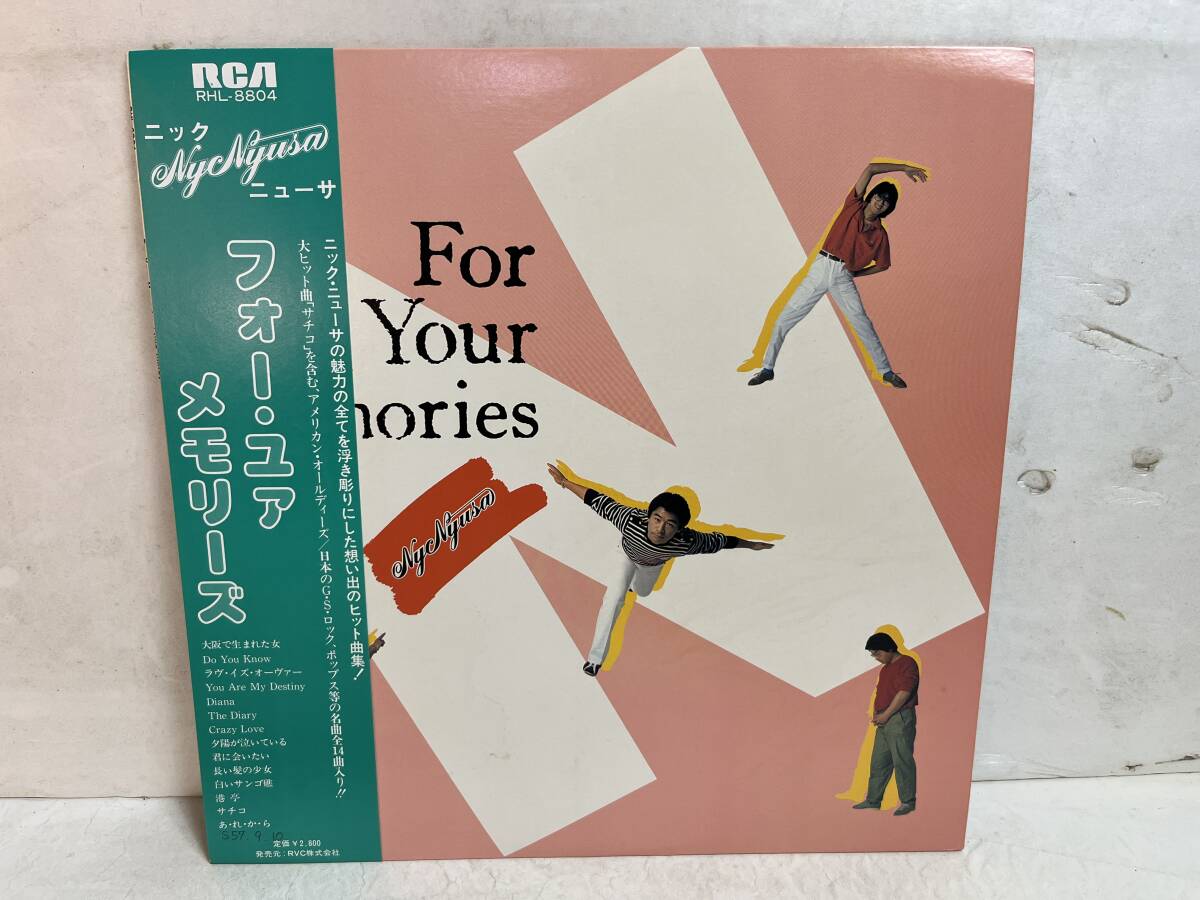 RCA
RHL-8804
ニック
NycNyusa
ニューサ
フォー・ユア
メモリーズ
ニック・ニューサの魅力の全てを浮き彫りにした想い出のヒット曲集!
大ヒット曲「サチコ」を含む、アメリカン・オールディーズ/日本のG・S・ロック、ポップス等の名曲全14曲入り!!
大阪で生まれた女
Do You Know
ラヴ・イズ・オーヴァー
You Are My Destiny
Diana
The Diary
Crazy Love
夕陽が泣いている
君に会いたい
長い髪の少女
白いサンゴ礁
港亭
サチコ
あ・れ・か・ら
S57.9.10
定価¥2,800
発売元:RVC株式会社
For
Your
mories
NycNyusa